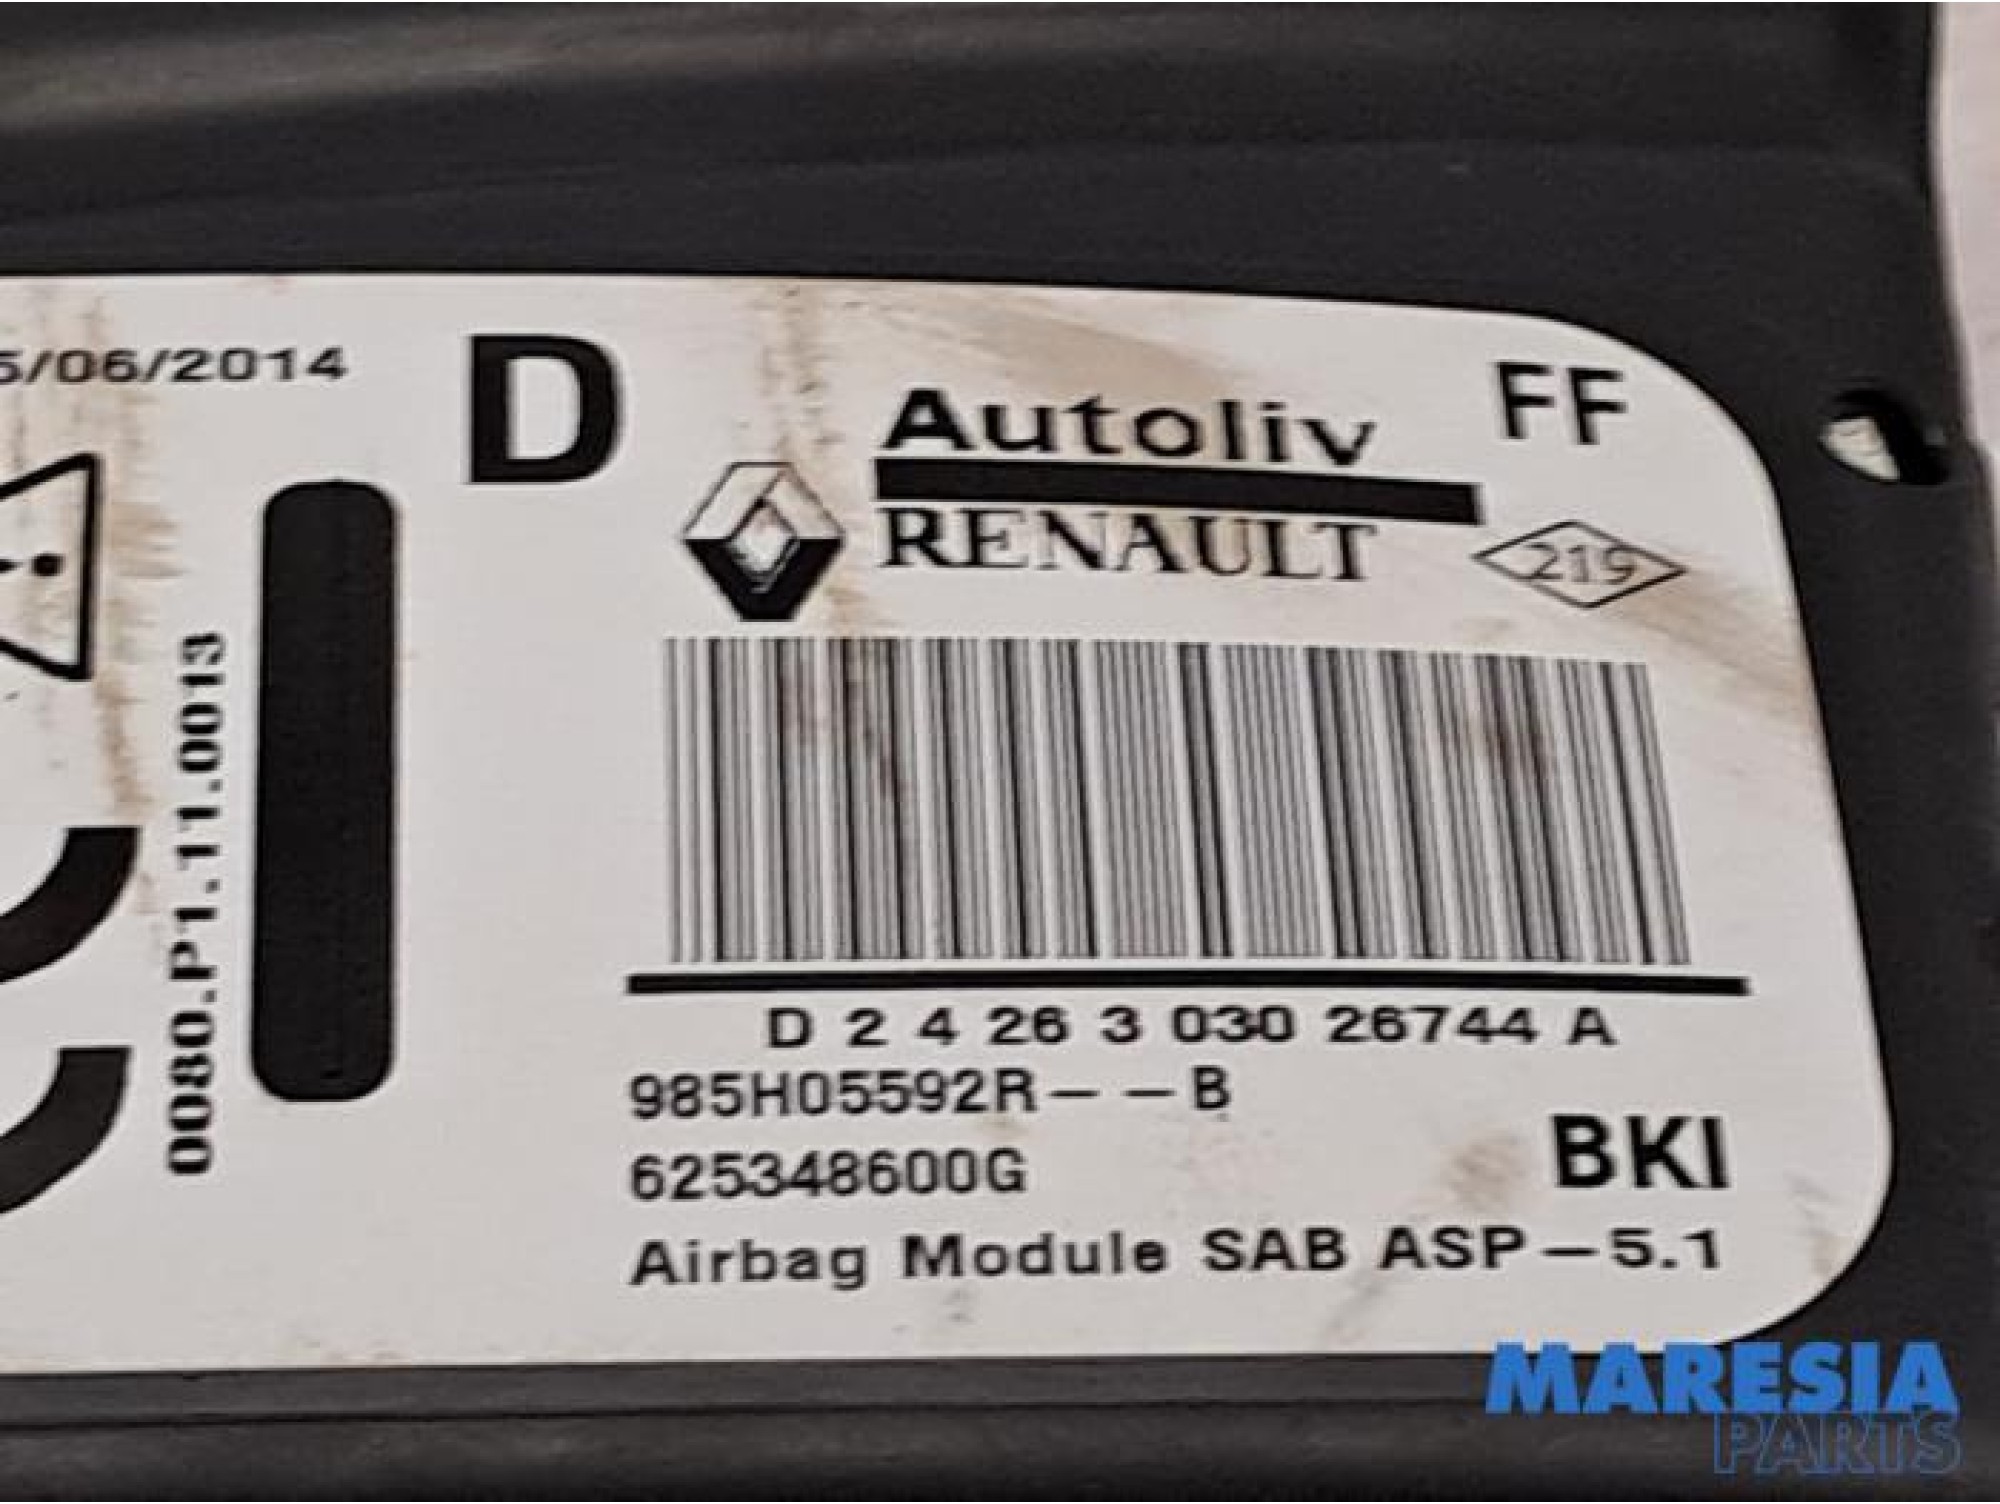 5/06/2014
D
Autoliv
FF
RENAULT
219
0080.P1.11.0013
D 2 4 26 3 030 26744 A
985H05592R- -B
625348600G
BKI
Airbag Module SAB ASP-5.1
MARESIA
PARTS